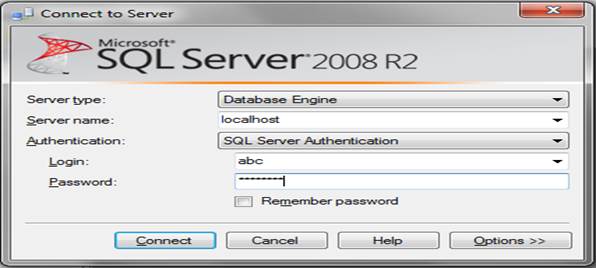 Connect to Server
Microsoft®
SQL Server® 2008 R2
Server type: Database Engine
Server name: localhost
Authentication: SQL Server Authentication
Login: abc
Password: ********
Remember password
Connect Cancel Help Options >>